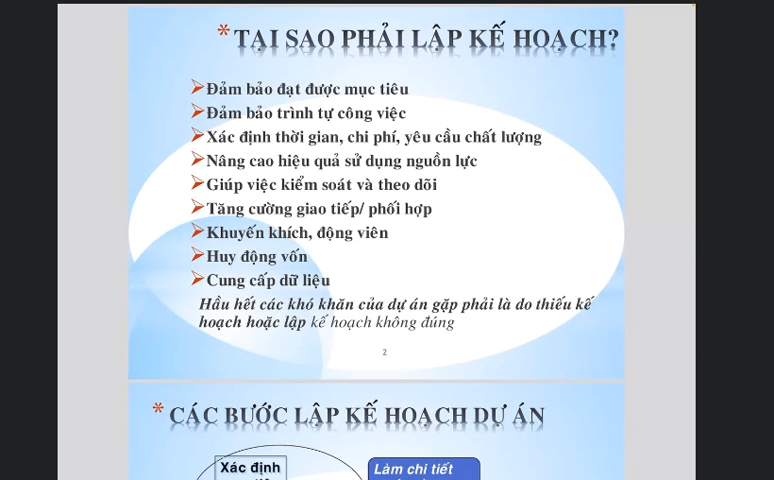 * TẠI SAO PHẢI LẬP KẾ HOẠCH?
Đảm bảo đạt được mục tiêu
Đảm bảo trình tự công việc
Xác định thời gian, chi phí, yêu cầu chất lượng
Nâng cao hiệu quả sử dụng nguồn lực
Giúp việc kiểm soát và theo dõi
Tăng cường giao tiếp/ phối hợp
Khuyến khích, động viên
Huy động vốn
Cung cấp dữ liệu
Hầu hết các khó khăn của dự án gặp phải là do thiếu kế
hoạch hoặc lập kế hoạch không đúng
2
* CÁC BƯỚC LẬP KẾ HOẠCH DỰ ÁN
Xác định
Làm chi tiết